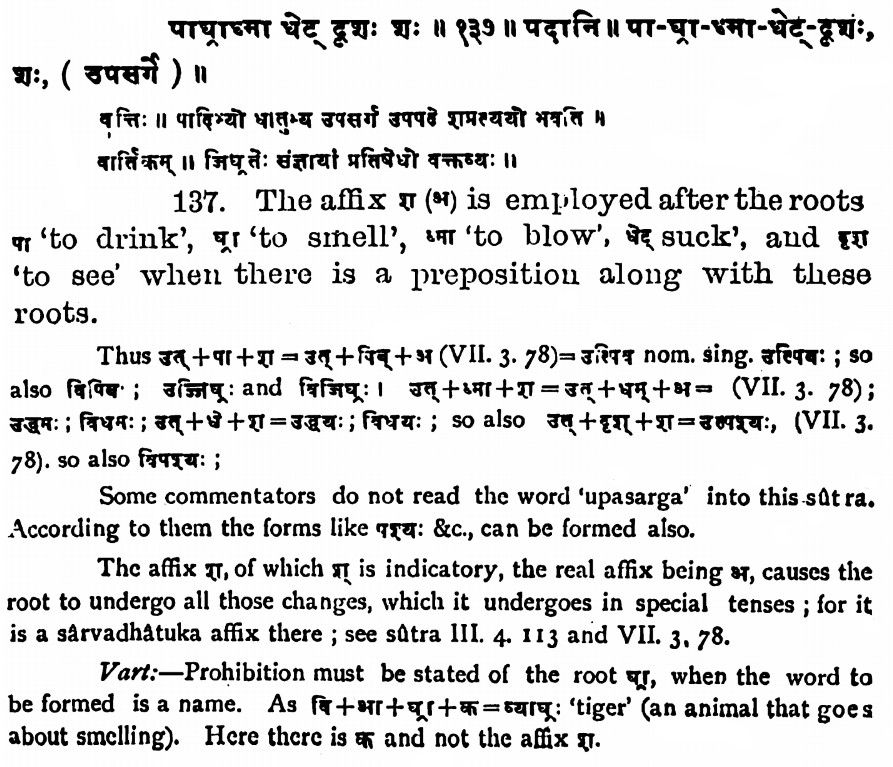 पाघ्राध्मा धेट् दृशः शः ॥ १३७ ॥ पदानि ॥ पा-घ्रा-ध्मा-धेट्-दृशः,
शः, ( उपसर्गे ) ॥
वृत्तिः ॥ पादिभ्यो धातुभ्य उपसर्ग उपपदे शप्रत्ययो भवति ॥
वार्तिकम् ॥ जिघ्रतेः संज्ञायां प्रतिषेधो वक्तव्यः ॥
137. The affix श (अ) is employed after the roots
पा 'to drink', घ्रा 'to smell', ध्मा 'to blow', धेट् suck', and दृश
'to see' when there is a preposition along with these
roots.
Thus उत्+पा+श=उत्+पिब्+अ (VII. 3. 78)=उत्पिब nom. sing. उत्पिबः ; so
also विपिबः ; उज्जिघ्रः and विजिघ्रः । उत्+ध्मा+श=उत्+धम्+अ= (VII. 3. 78) ;
उद्धमः ; विधमः ; उत्+धे+श=उद्धयः ; विधयः ; so also उत्+दृश्+श=उत्पश्यः, (VII. 3.
78). so also विपश्यः ;
Some commentators do not read the word 'upasarga' into this sûtra.
According to them the forms like पश्यः &c., can be formed also.
The affix श, of which श् is indicatory, the real affix being अ, causes the
root to undergo all those changes, which it undergoes in special tenses ; for it
is a sârvadhâtuka affix there ; see sûtra III. 4. 113 and VII. 3. 78.
Vart:—Prohibition must be stated of the root घ्रा, when the word to
be formed is a name. As वि+आ+घ्रा+क=व्याघ्रः 'tiger' (an animal that goes
about smelling). Here there is क and not the affix श.